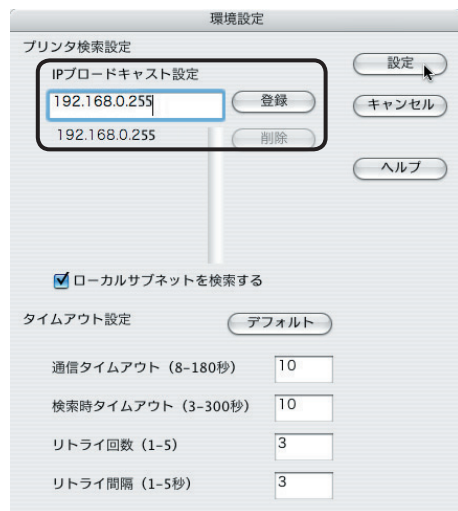 環境設定
プリンタ検索設定
設定
IPブロードキャスト設定
192.168.0.255
登録
キャンセル
192.168.0.255
削除
ヘルプ
ローカルサブネットを検索する
タイムアウト設定
デフォルト
通信タイムアウト（8-180秒）
10
検索時タイムアウト（3-300秒）
10
リトライ回数（1-5）
3
リトライ間隔（1-5秒）
3